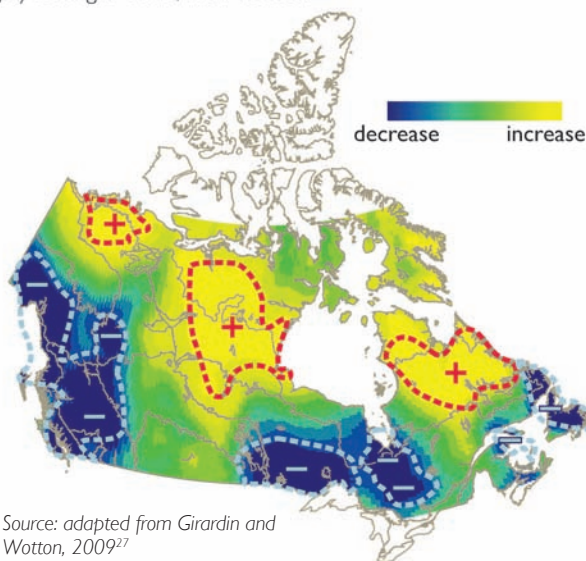 decrease increase
+
+
+
Source: adapted from Girardin and
Wotton, 2009²⁷